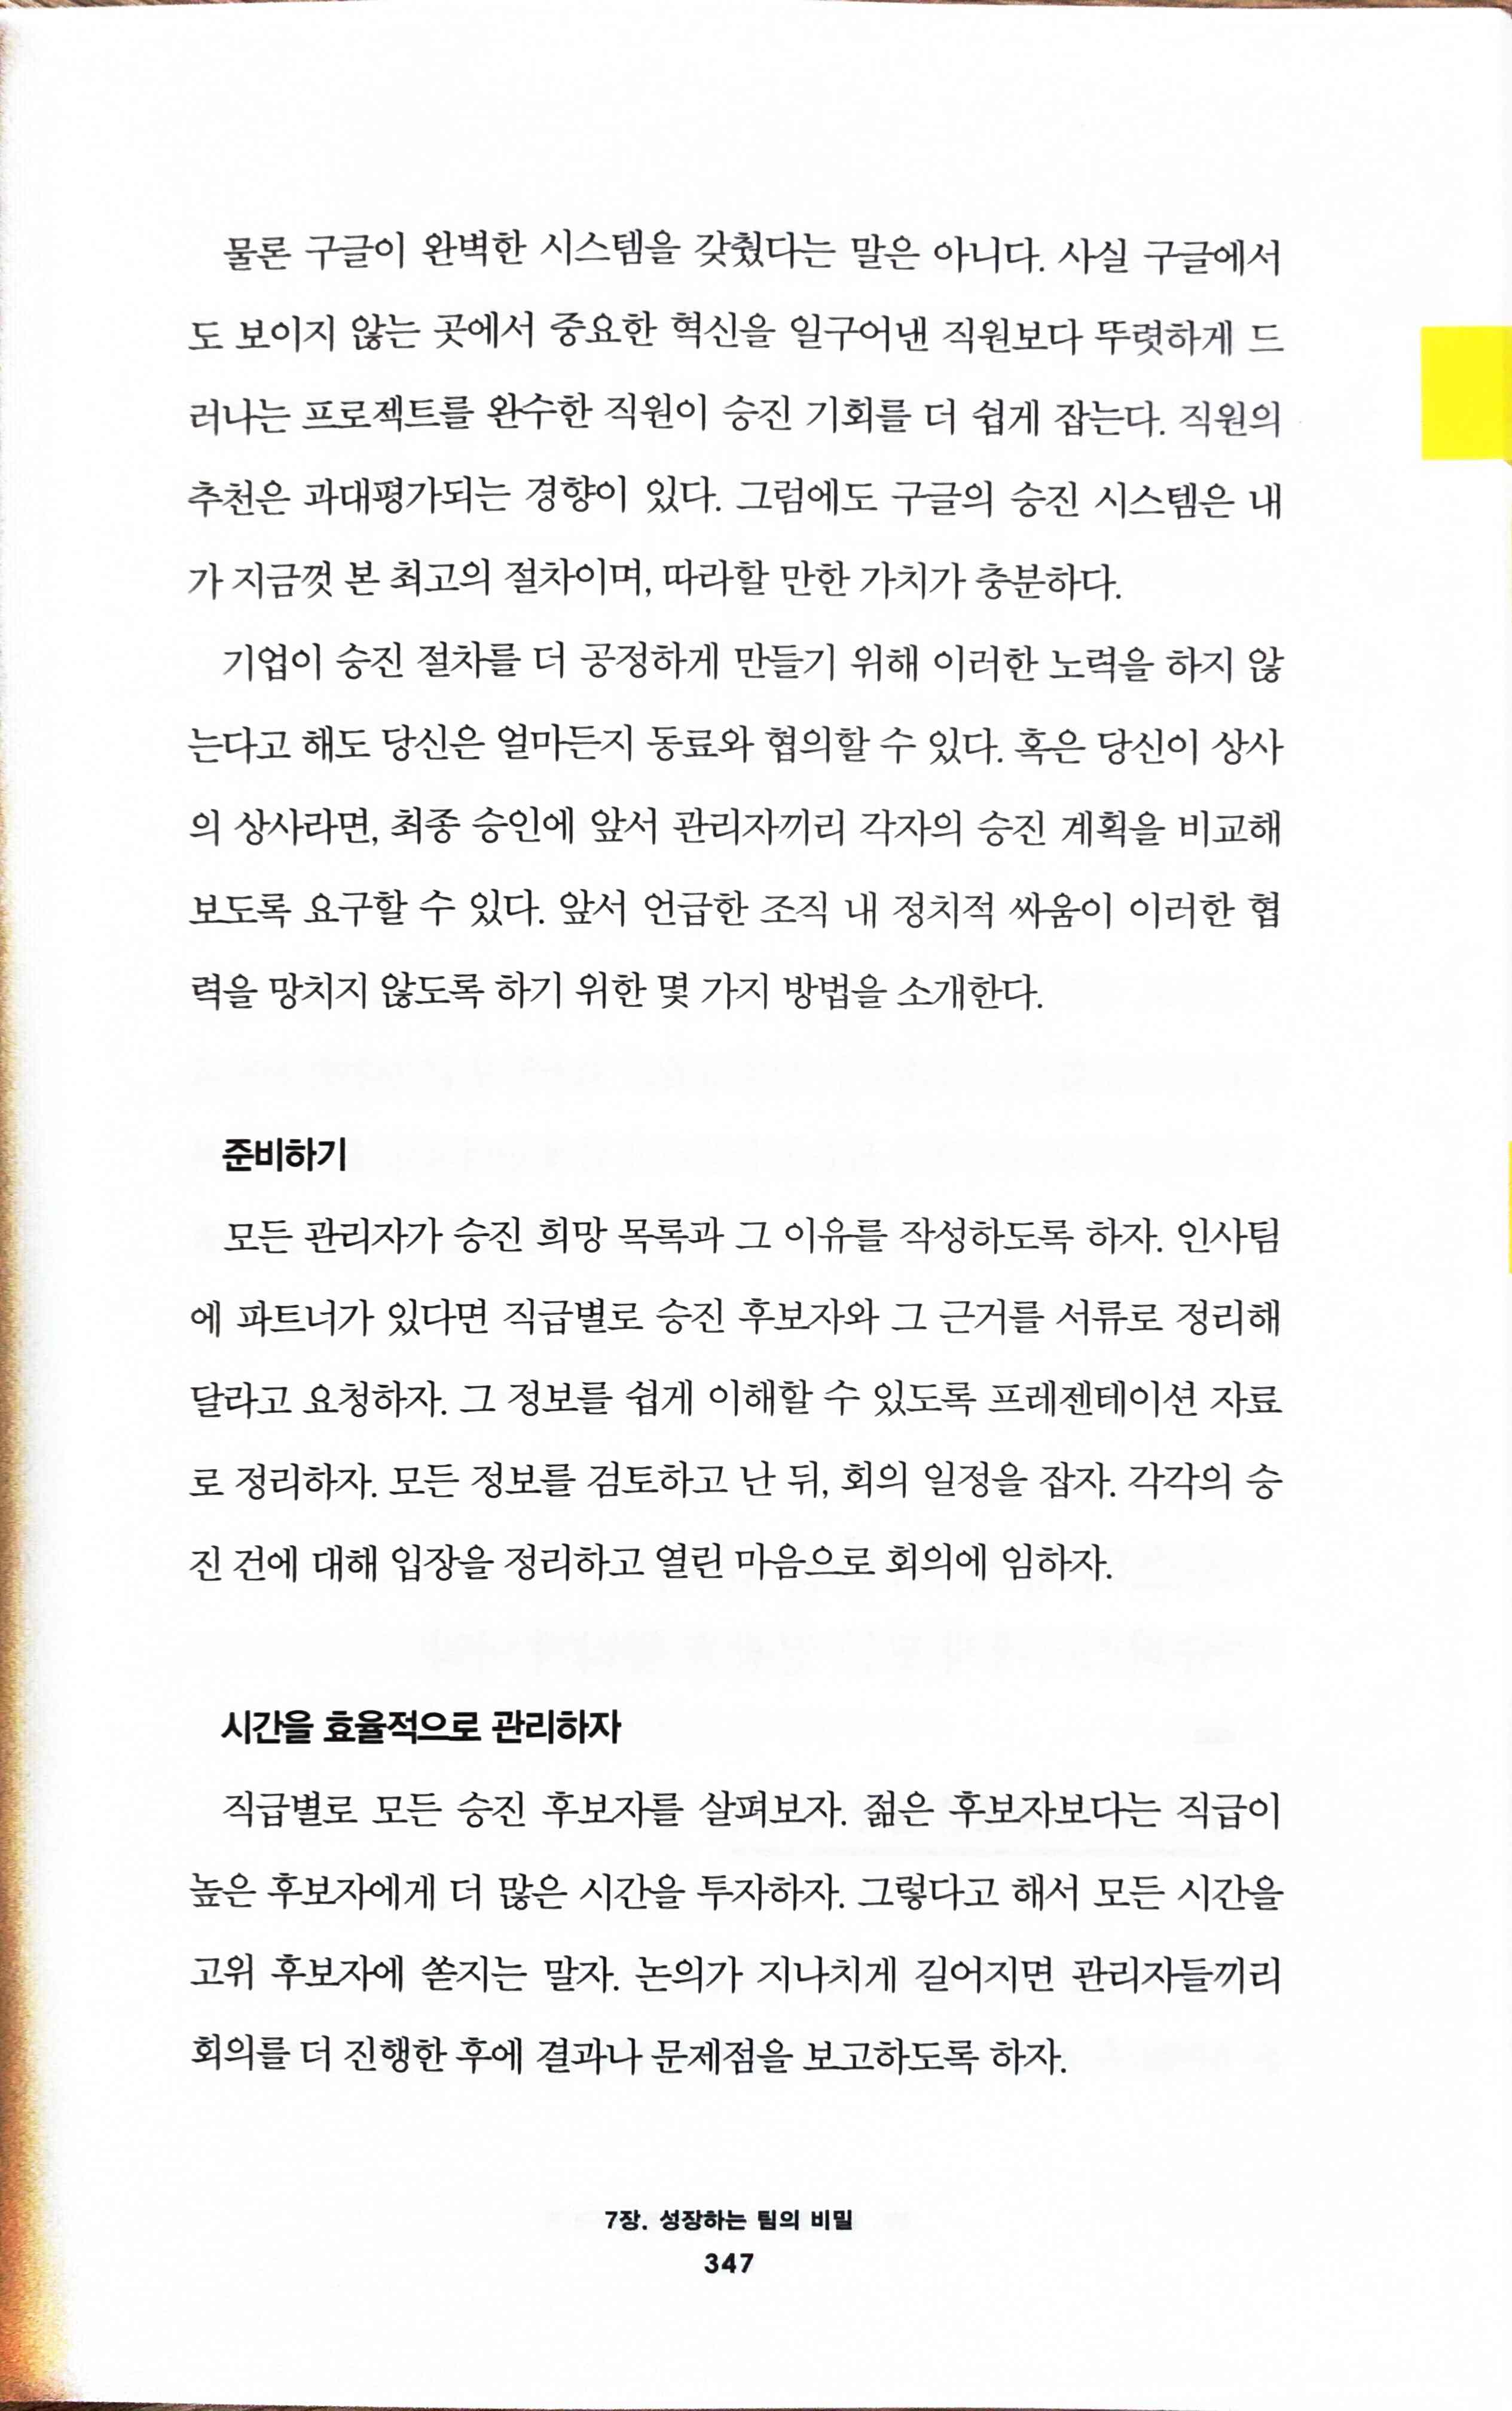 물론 구글이 완벽한 시스템을 갖췄다는 말은 아니다. 사실 구글에서
도 보이지 않는 곳에서 중요한 혁신을 일구어낸 직원보다 뚜렷하게 드
러나는 프로젝트를 완수한 직원이 승진 기회를 더 쉽게 잡는다. 직원의
추천은 과대평가되는 경향이 있다. 그럼에도 구글의 승진 시스템은 내
가 지금껏 본 최고의 절차이며, 따라할 만한 가치가 충분하다.
기업이 승진 절차를 더 공정하게 만들기 위해 이러한 노력을 하지 않
는다고 해도 당신은 얼마든지 동료와 협의할 수 있다. 혹은 당신이 상사
의 상사라면, 최종 승인에 앞서 관리자끼리 각자의 승진 계획을 비교해
보도록 요구할 수 있다. 앞서 언급한 조직 내 정치적 싸움이 이러한 협
력을 망치지 않도록 하기 위한 몇 가지 방법을 소개한다.
준비하기
모든 관리자가 승진 희망 목록과 그 이유를 작성하도록 하자. 인사팀
에 파트너가 있다면 직급별로 승진 후보자와 그 근거를 서류로 정리해
달라고 요청하자. 그 정보를 쉽게 이해할 수 있도록 프레젠테이션 자료
로 정리하자. 모든 정보를 검토하고 난 뒤, 회의 일정을 잡자. 각각의 승
진 건에 대해 입장을 정리하고 열린 마음으로 회의에 임하자.
시간을 효율적으로 관리하자
직급별로 모든 승진 후보자를 살펴보자. 젊은 후보자보다는 직급이
높은 후보자에게 더 많은 시간을 투자하자. 그렇다고 해서 모든 시간을
고위 후보자에 쏟지는 말자. 논의가 지나치게 길어지면 관리자들끼리
회의를 더 진행한 후에 결과나 문제점을 보고하도록 하자.
7장. 성장하는 팀의 비밀
347